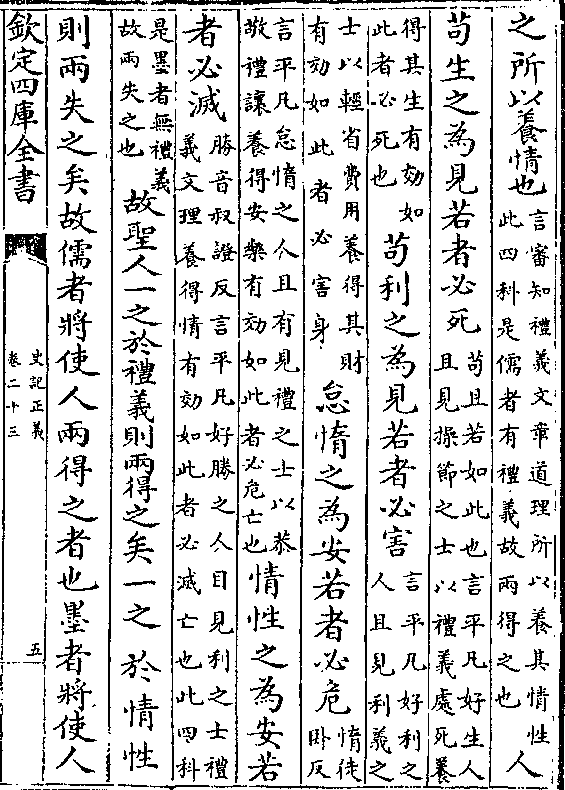 之所以養情也言審知禮義文章道理所以養其情性此四科是儒者有禮義故兩得之也人
苟生之為見若者必死苟且若如此也言平凡好生人且見操節之士以禮義處死養
得其生有効如此者必死也苟利之為見若者必害言平凡好利之人且見利義之
士以輕省費用養得其財有効如此者必害身怠惰之為安若者必危惰徒臥反
言平凡怠惰之人且有見禮之士以恭敬禮讓養得安樂有効如此者必危亡也情性之為安若
者必滅勝音叔證反言平凡好勝之人目見利之士禮義文理養得情有効如此者必滅亡也此四科
是墨者無禮義故兩失之也故聖人一之於禮義則兩得之矣一之於情性
則兩失之矣故儒者將使人兩得之者也墨者將使人
欽定四庫全書
史記正義
卷二十三
五